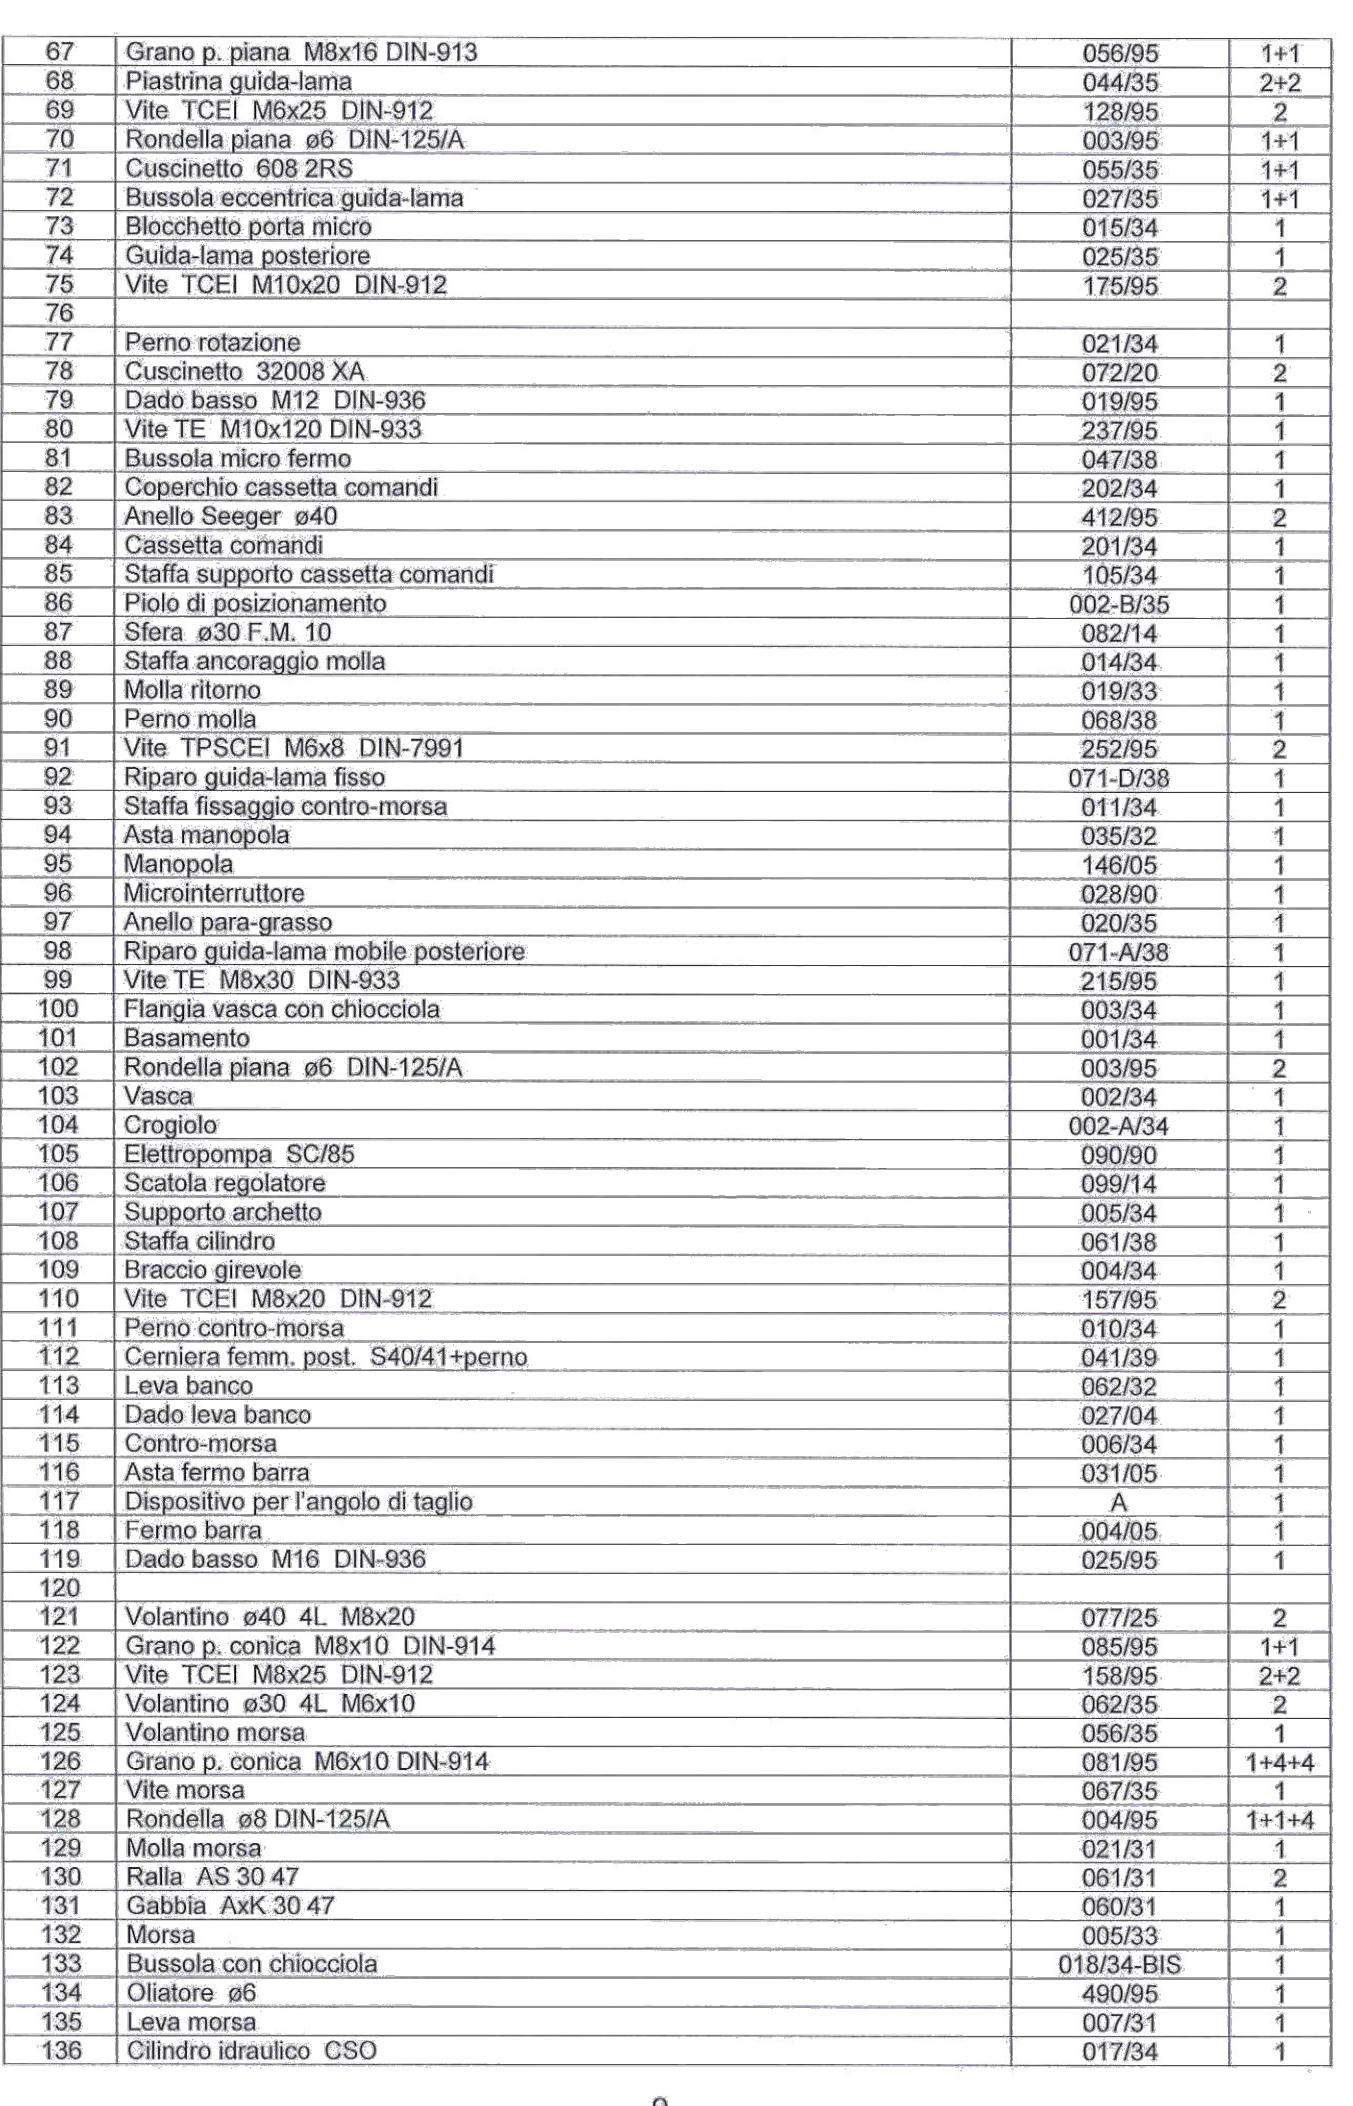 67 Grano p. piana M8x16 DIN-913 056/95 1+1
68 Piastrina guida-lama 044/35 2+2
69 Vite TCEI M6x25 DIN-912 128/95 2
70 Rondella piana ø6 DIN-125/A 003/95 1+1
71 Cuscinetto 608 2RS 055/35 1+1
72 Bussola eccentrica guida-lama 027/35 1+1
73 Blocchetto porta micro 015/34 1
74 Guida-lama posteriore 025/35 1
75 Vite TCEI M10x20 DIN-912 175/95 2
76
77 Perno rotazione 021/34 1
78 Cuscinetto 32008 XA 072/20 2
79 Dado basso M12 DIN-936 019/95 1
80 Vite TE M10x120 DIN-933 237/95 1
81 Bussola micro fermo 047/38 1
82 Coperchio cassetta comandi 202/34 1
83 Anello Seeger ø40 412/95 2
84 Cassetta comandi 201/34 1
85 Staffa supporto cassetta comandi 105/34 1
86 Piolo di posizionamento 002-B/35 1
87 Sfera ø30 F.M. 10 082/14 1
88 Staffa ancoraggio molla 014/34 1
89 Molla ritorno 019/33 1
90 Perno molla 068/38 1
91 Vite TPSCEI M6x8 DIN-7991 252/95 2
92 Riparo guida-lama fisso 071-D/38 1
93 Staffa fissaggio contro-morsa 011/34 1
94 Asta manopola 035/32 1
95 Manopola 146/05 1
96 Microinterruttore 028/90 1
97 Anello para-grasso 020/35 1
98 Riparo guida-lama mobile posteriore 071-A/38 1
99 Vite TE M8x30 DIN-933 215/95 1
100 Flangia vasca con chiocciola 003/34 1
101 Basamento 001/34 1
102 Rondella piana ø6 DIN-125/A 003/95 2
103 Vasca 002/34 1
104 Crogiolo 002-A/34 1
105 Elettropompa SC/85 090/90 1
106 Scatola regolatore 099/14 1
107 Supporto archetto 005/34 1
108 Staffa cilindro 061/38 1
109 Braccio girevole 004/34 1
110 Vite TCEI M8x20 DIN-912 157/95 2
111 Perno contro-morsa 010/34 1
112 Cerniera femm. post. S40/41+perno 041/39 1
113 Leva banco 062/32 1
114 Dado leva banco 027/04 1
115 Contro-morsa 006/34 1
116 Asta fermo barra 031/05 1
117 Dispositivo per l'angolo di taglio A 1
118 Fermo barra 004/05 1
119 Dado basso M16 DIN-936 025/95 1
120
121 Volantino ø40 4L M8x20 077/25 2
122 Grano p. conica M8x10 DIN-914 085/95 1+1
123 Vite TCEI M8x25 DIN-912 158/95 2+2
124 Volantino ø30 4L M6x10 062/35 2
125 Volantino morsa 056/35 1
126 Grano p. conica M6x10 DIN-914 081/95 1+4+4
127 Vite morsa 067/35 1
128 Rondella ø8 DIN-125/A 004/95 1+1+4
129 Molla morsa 021/31 1
130 Ralla AS 30 47 061/31 2
131 Gabbia AxK 30 47 060/31 1
132 Morsa 005/33 1
133 Bussola con chiocciola 018/34-BIS 1
134 Oliatore ø6 490/95 1
135 Leva morsa 007/31 1
136 Cilindro idraulico CSO 017/34 1